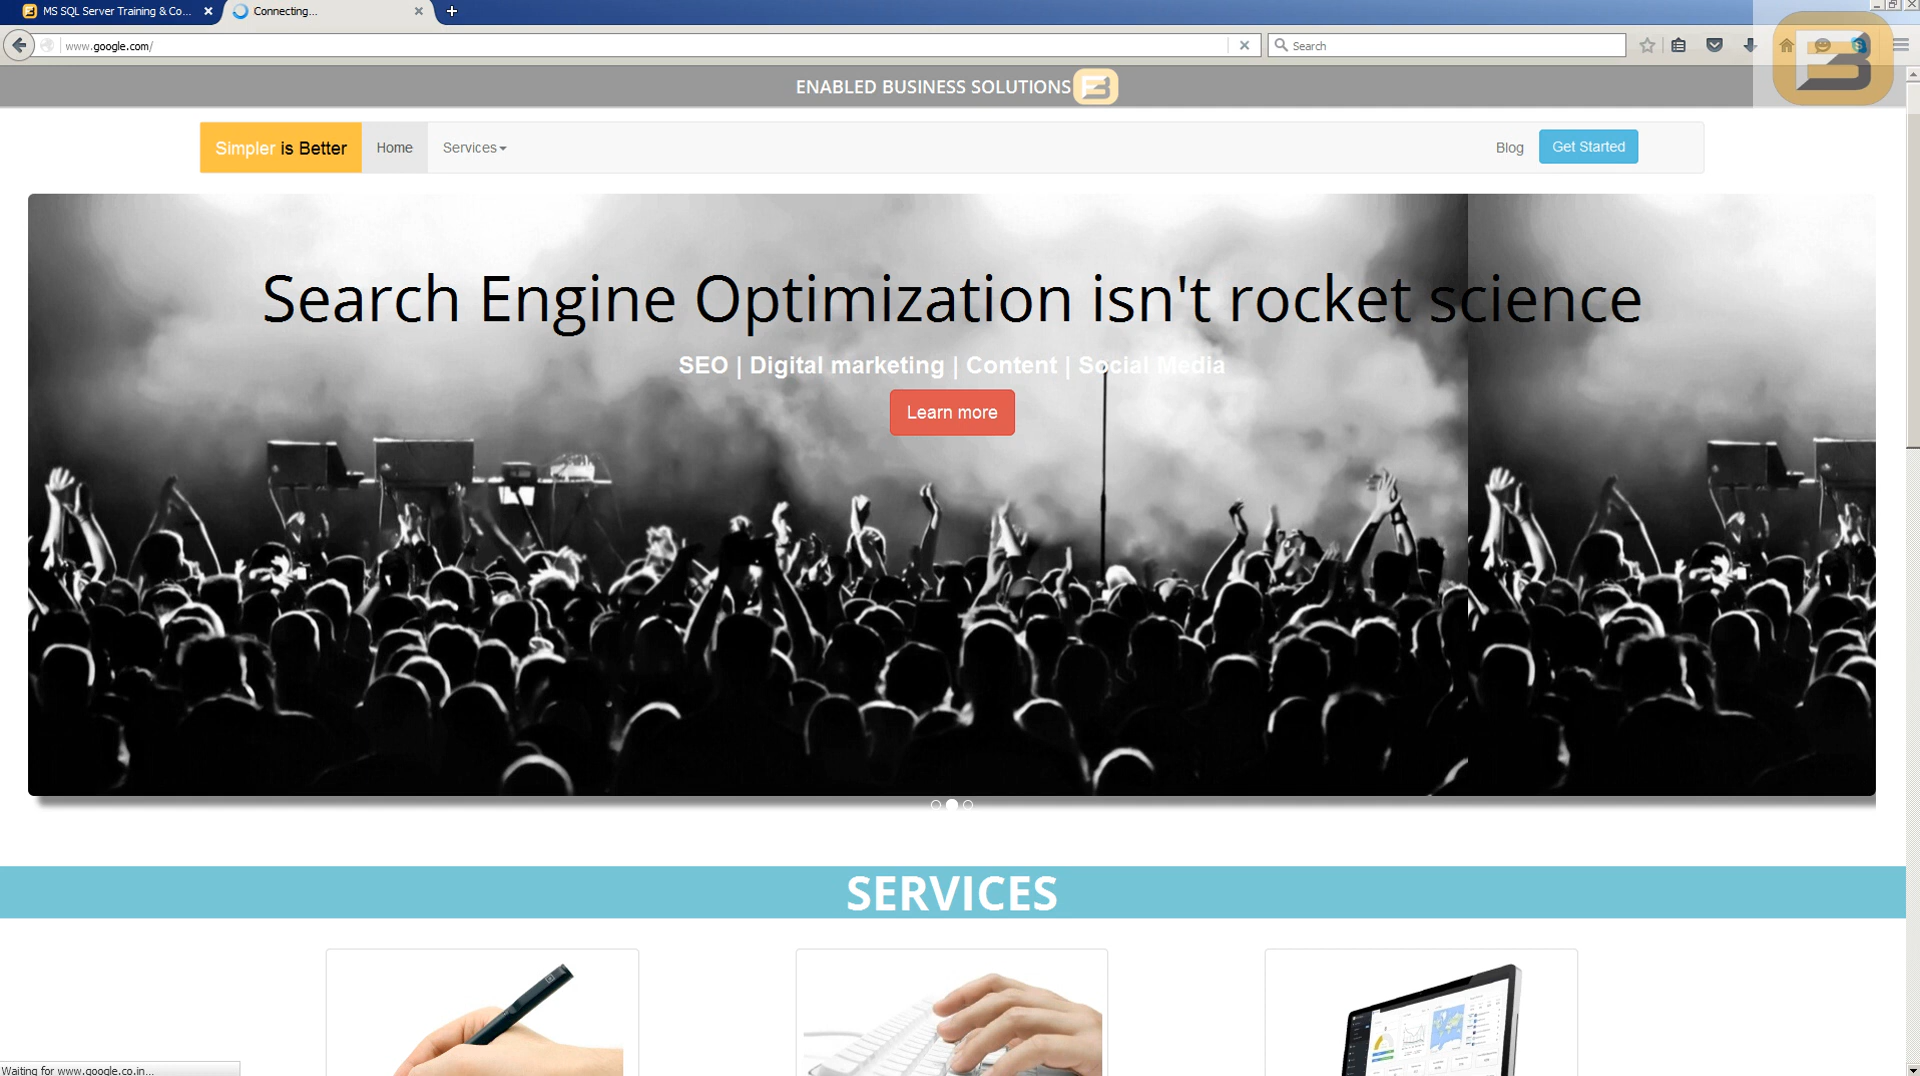 MS SQL Server Training & Co...
Connecting...
www.google.com/
Search
ENABLED BUSINESS SOLUTIONS
Simpler is Better
Home
Services
Blog
Get Started
Search Engine Optimization isn't rocket science
SEO | Digital marketing | Content | Social Media
Learn more
SERVICES
Waiting for www.google.co.in...